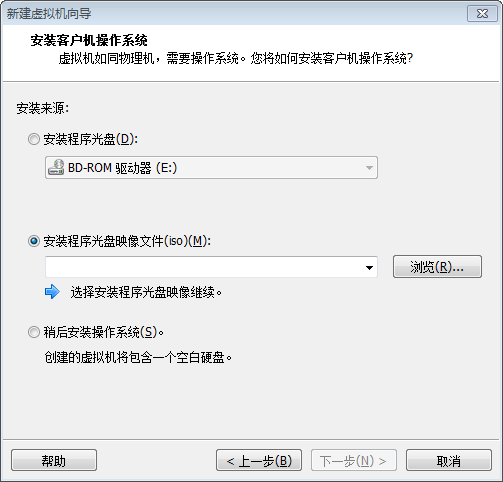 新建虚拟机向导
安装客户机操作系统
虚拟机如同物理机，需要操作系统。您将如何安装客户机操作系统?
安装来源:
安装程序光盘(D):
BD-ROM 驱动器 (E:)
安装程序光盘映像文件(iso)(M):
浏览(R)...
选择安装程序光盘映像继续。
稍后安装操作系统(S)。
创建的虚拟机将包含一个空白硬盘。
帮助 < 上一步(B) 下一步(N) > 取消